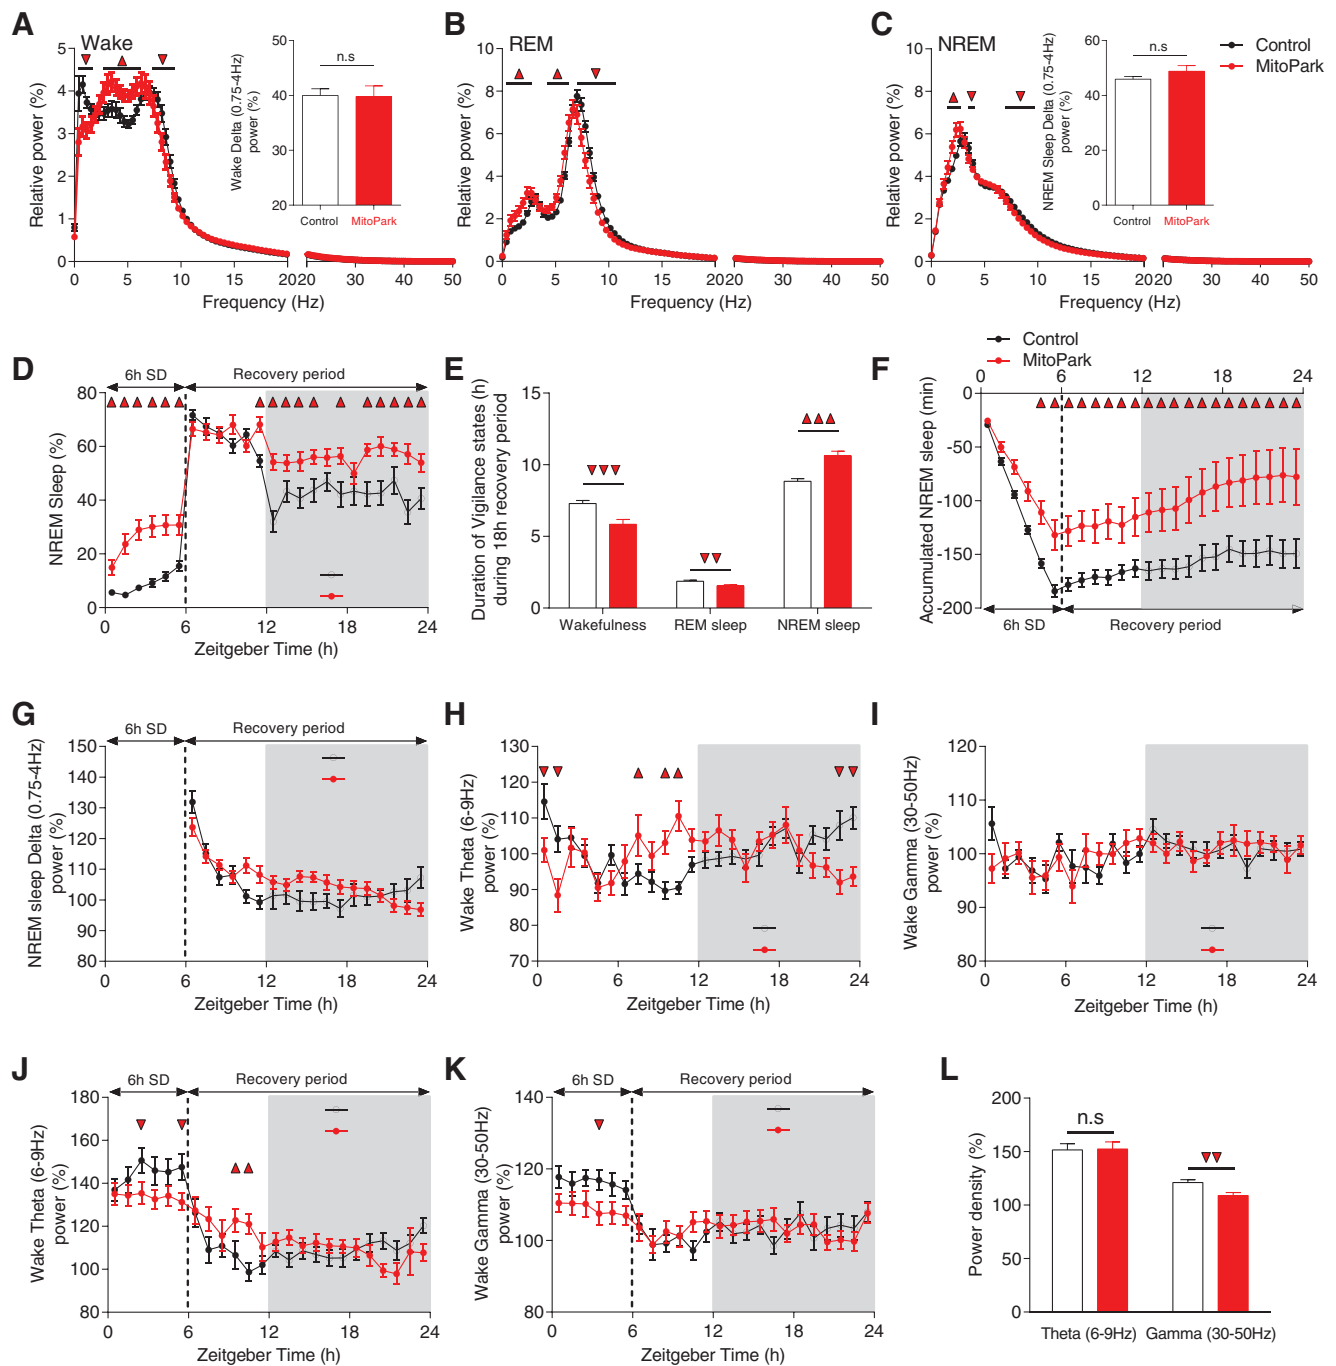 A
Wake
Relative power (%)
5
4
3
2
1
0
0 5 10 15 20 20 30 40 50
Frequency (Hz)
Wake Delta (0.75-4Hz)
power (%)
50
40
30
20
n.s
Control MitoPark
B
REM
Relative power (%)
10
8
6
4
2
0
0 5 10 15 20 20 30 40 50
Frequency (Hz)
C
NREM
Relative power (%)
10
8
6
4
2
0
0 5 10 15 20 20 30 40 50
Frequency (Hz)
NREM Sleep Delta (0.75-4Hz)
power (%)
60
40
20
0
n.s
Control MitoPark
Control
MitoPark
D
6h SD Recovery period
NREM Sleep (%)
80
60
40
20
0
0 6 12 18 24
Zeitgeber Time (h)
E
Duration of Vigilance states (h)
during 18h recovery period
15
10
5
0
Wakefulness REM sleep NREM sleep
Control
MitoPark
F
0 6 12 18 24
Accumulated NREM sleep (min)
0
-50
-100
-150
-200
6h SD Recovery period
G
6h SD Recovery period
NREM sleep Delta (0.75-4Hz)
power (%)
150
140
130
120
110
100
90
80
0 6 12 18 24
Zeitgeber Time (h)
H
Wake Theta (6-9Hz)
power (%)
130
120
110
100
90
80
70
0 6 12 18 24
Zeitgeber Time (h)
I
Wake Gamma (30-50Hz)
power (%)
120
110
100
90
80
0 6 12 18 24
Zeitgeber Time (h)
J
6h SD Recovery period
Wake Theta (6-9Hz)
power (%)
180
160
140
120
100
80
0 6 12 18 24
Zeitgeber Time (h)
K
6h SD Recovery period
Wake Gamma (30-50Hz)
power (%)
140
120
100
80
0 6 12 18 24
Zeitgeber Time (h)
L
Power density (%)
200
150
100
50
0
n.s
Theta (6-9Hz) Gamma (30-50Hz)